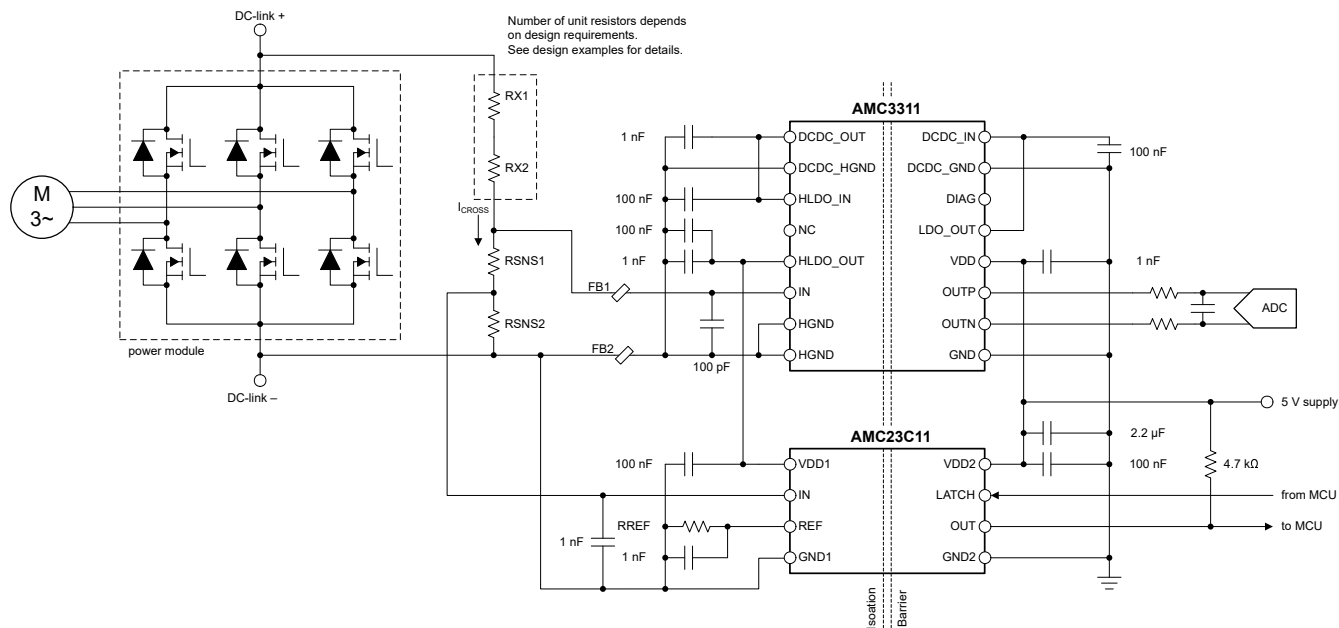 DC-link +
Number of unit resistors depends
on design requirements.
See design examples for details.
RX1
RX2
I_CROSS
RSNS1
RSNS2
M
3~
power module
DC-link –
FB1
FB2
AMC3311
1 nF
100 nF
100 nF
1 nF
100 pF
DCDC_OUT
DCDC_HGND
HLDO_IN
NC
HLDO_OUT
IN
HGND
HGND
DCDC_IN
DCDC_GND
DIAG
LDO_OUT
VDD
OUTP
OUTN
GND
100 nF
1 nF
ADC
5 V supply
2.2 µF
100 nF
4.7 kΩ
AMC23C11
100 nF
RREF
1 nF
1 nF
VDD1
IN
REF
GND1
VDD2
LATCH
OUT
GND2
from MCU
to MCU
Isoation
Barrier